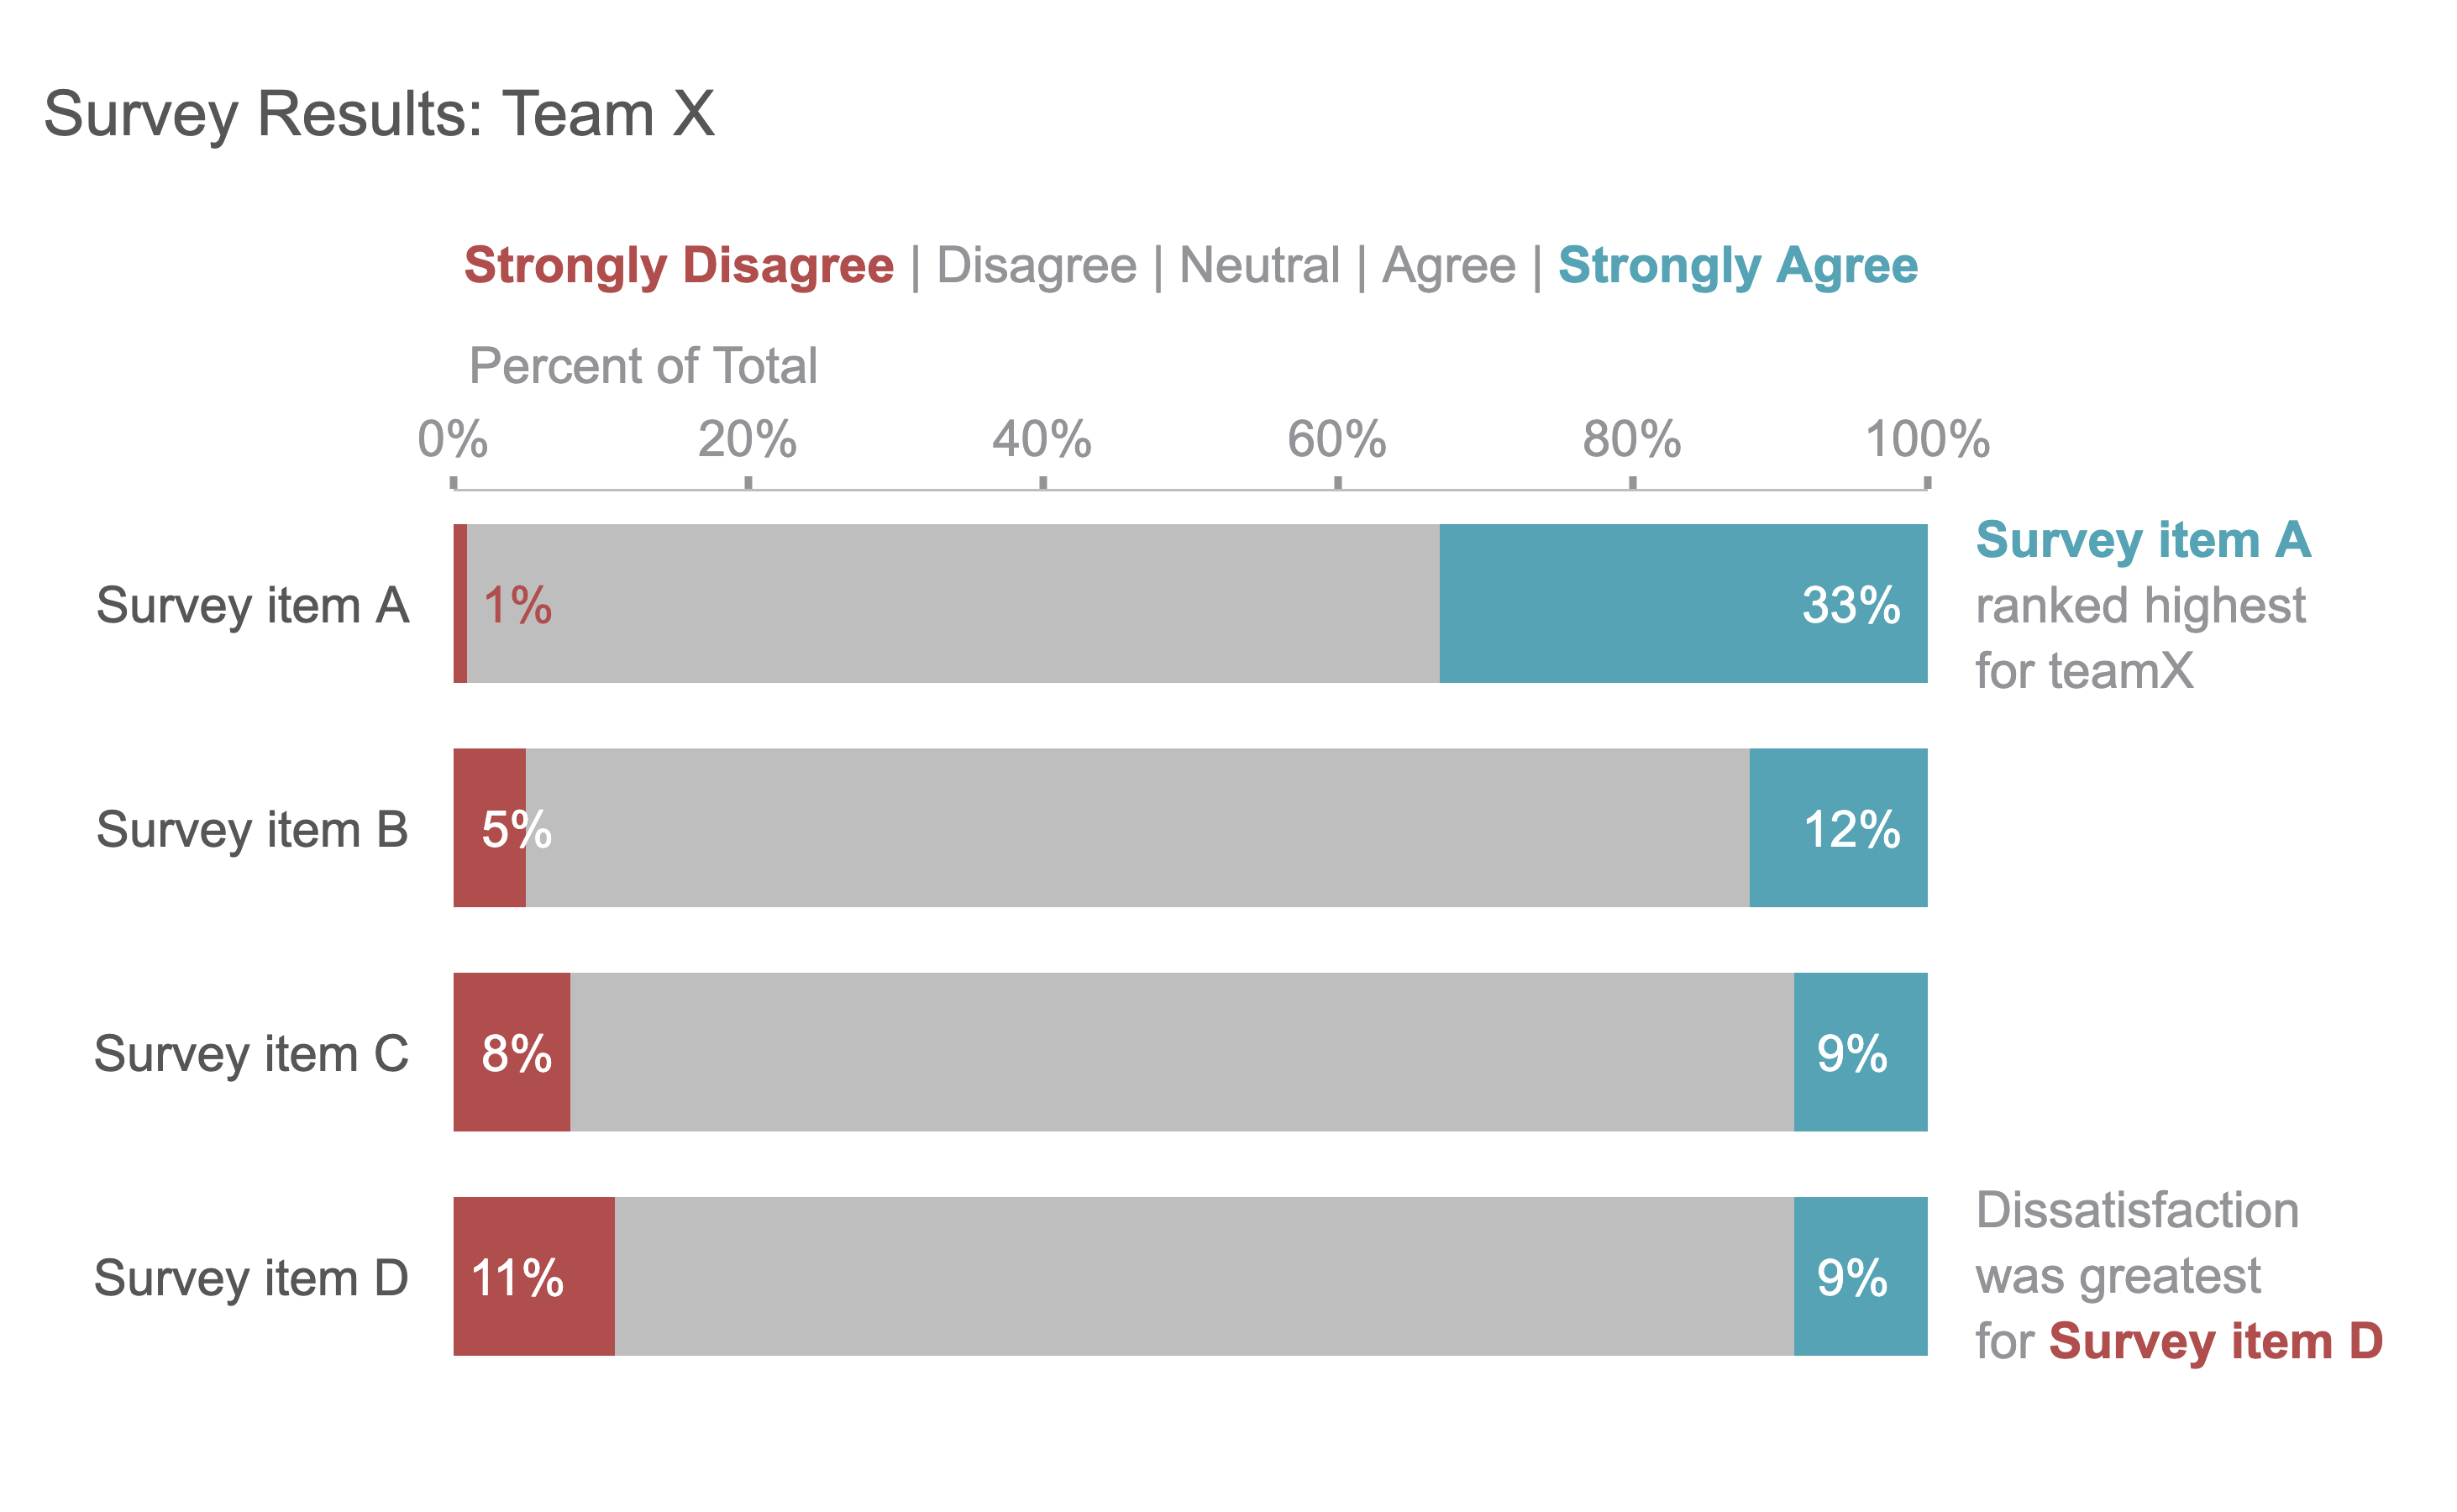 Survey Results: Team X
Strongly Disagree | Disagree | Neutral | Agree | Strongly Agree
Percent of Total
0% 20% 40% 60% 80% 100%
Survey item A 1% 33%
Survey item A
ranked highest
for teamX
Survey item B 5% 12%
Survey item C 8% 9%
Survey item D 11% 9%
Dissatisfaction
was greatest
for Survey item D